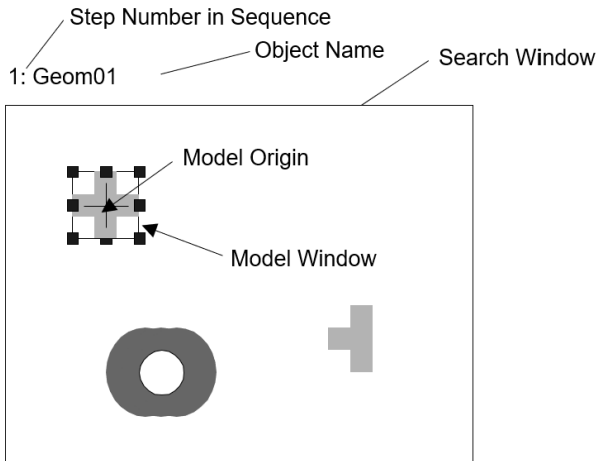 Step Number in Sequence
Object Name
Search Window
1: Geom01
Model Origin
Model Window